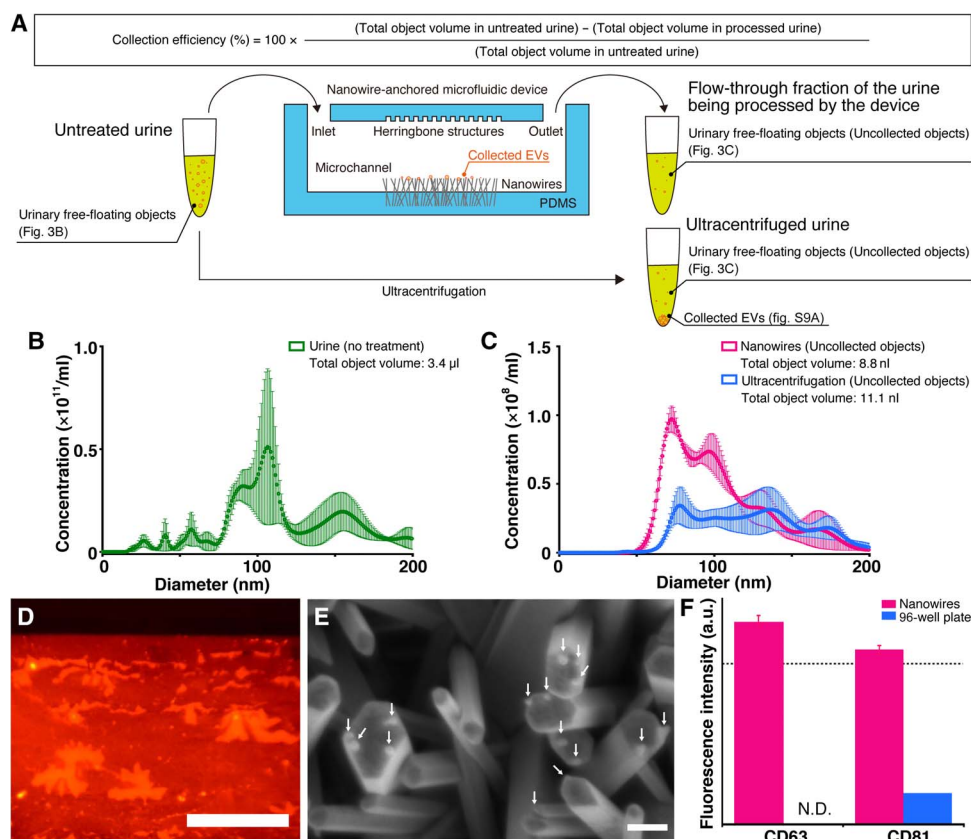 A
Collection efficiency (%) = 100 × (Total object volume in untreated urine) – (Total object volume in processed urine)
(Total object volume in untreated urine)
Nanowire-anchored microfluidic device
Flow-through fraction of the urine
being processed by the device
Untreated urine
Inlet
Herringbone structures
Outlet
Urinary free-floating objects (Uncollected objects)
(Fig. 3C)
Collected EVs
Microchannel
Nanowires
PDMS
Urinary free-floating objects
(Fig. 3B)
Ultracentrifuged urine
Urinary free-floating objects (Uncollected objects)
(Fig. 3C)
Ultracentrifugation
Collected EVs (fig. S9A)
B
Urine (no treatment)
Total object volume: 3.4 µl
Concentration (×10¹¹/ml)
1.0
0.5
0
0
100
200
Diameter (nm)
C
Nanowires (Uncollected objects)
Total object volume: 8.8 nl
Ultracentrifugation (Uncollected objects)
Total object volume: 11.1 nl
Concentration (×10⁸ /ml)
1.5
1.0
0.5
0
0
100
200
Diameter (nm)
D
E
F
Nanowires
96-well plate
Fluorescence intensity (a.u.)
N.D.
CD63
CD81